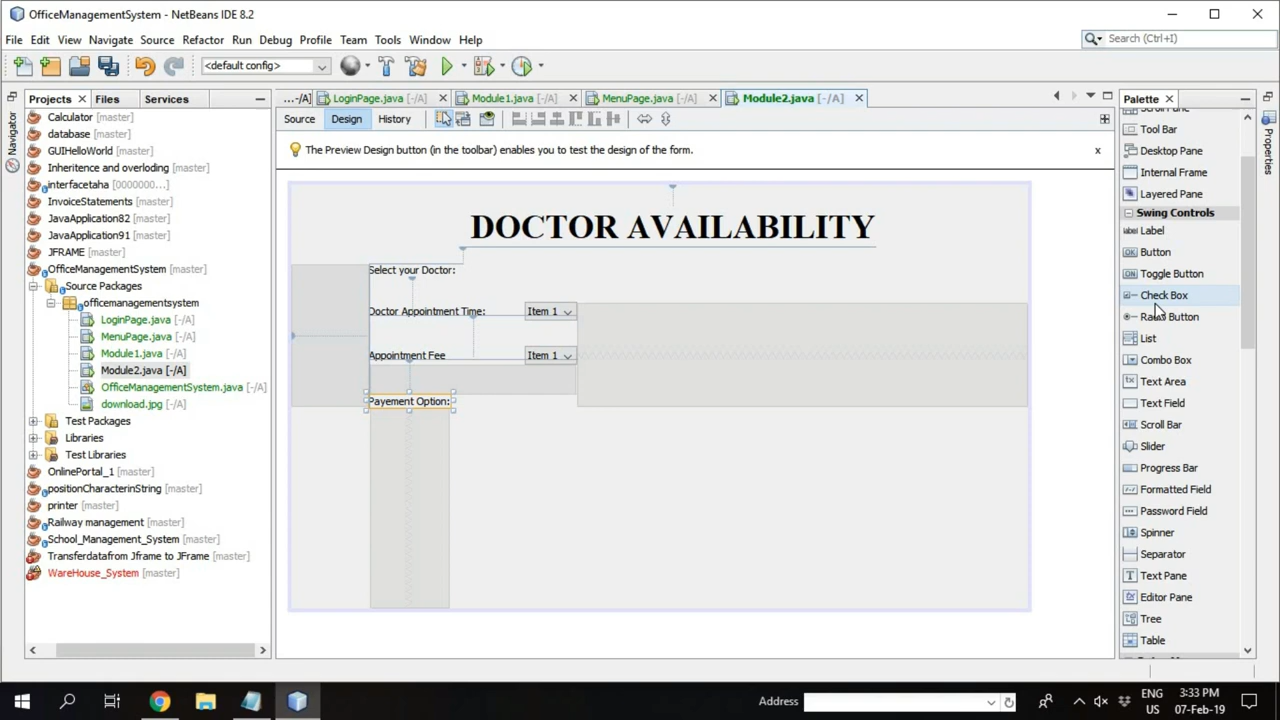 OfficeManagementSystem - NetBeans IDE 8.2
File Edit View Navigate Source Refactor Run Debug Profile Team Tools Window Help
Search (Ctrl+I)
<default config>
Projects Files Services
...-/A] LoginPage.java [-/A] Module1.java [-/A] MenuPage.java [-/A] Module2.java [-/A]
Palette
Source Design History
The Preview Design button (in the toolbar) enables you to test the design of the form.
Navigator
Calculator [master]
database [master]
GUIHelloWorld [master]
Inheritence and overloding [master]
interfacetaha [0000000...]
InvoiceStatements [master]
JavaApplication82 [master]
JavaApplication91 [master]
JFRAME [master]
OfficeManagementSystem [master]
Source Packages
officemanagementsystem
LoginPage.java [-/A]
MenuPage.java [-/A]
Module1.java [-/A]
Module2.java [-/A]
OfficeManagementSystem.java [-/A]
download.jpg [-/A]
Test Packages
Libraries
Test Libraries
OnlinePortal_1 [master]
positionCharacterinString [master]
printer [master]
Railway management [master]
School_Management_System [master]
Transferdatafrom Jframe to JFrame [master]
WareHouse_System [master]
DOCTOR AVAILABILITY
Select your Doctor:
Doctor Appointment Time: Item 1
Appointment Fee Item 1
Payement Option:
Scroll Pane
Tool Bar
Desktop Pane
Internal Frame
Layered Pane
Swing Controls
Label
Button
Toggle Button
Check Box
Radio Button
List
Combo Box
Text Area
Text Field
Scroll Bar
Slider
Progress Bar
Formatted Field
Password Field
Spinner
Separator
Text Pane
Editor Pane
Tree
Table
Properties
Address
ENG
US
3:33 PM
07-Feb-19